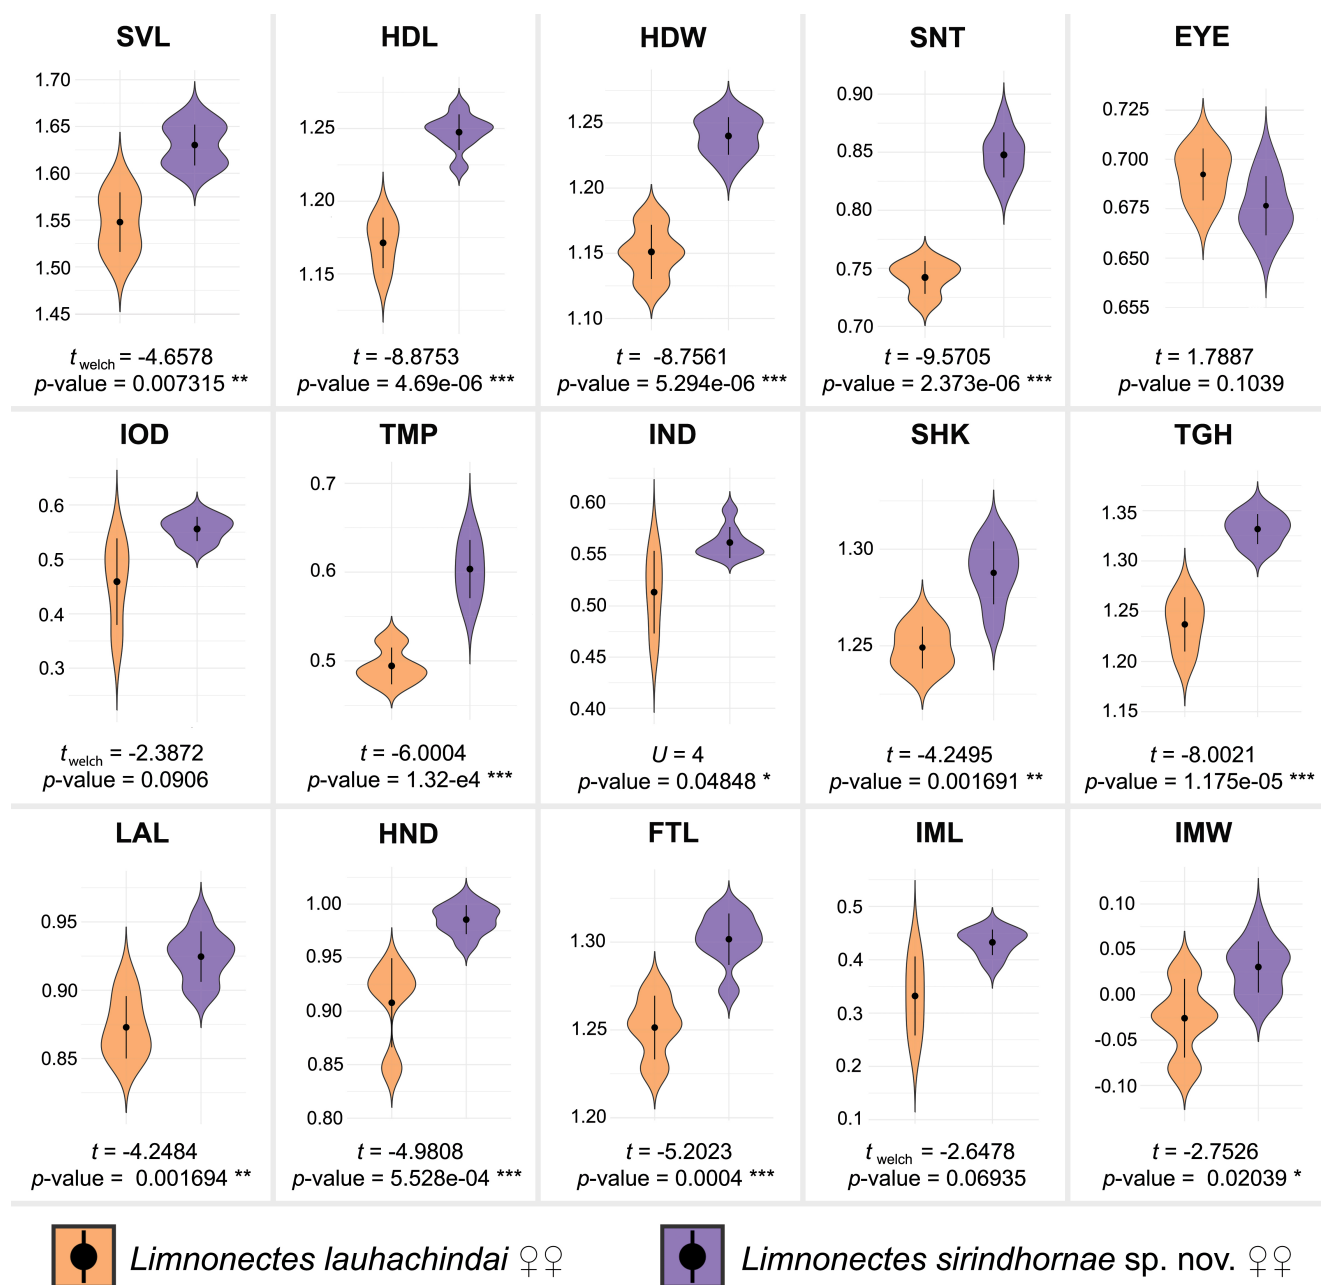 SVL HDL HDW SNT EYE
1.70
1.65
1.60
1.55
1.50
1.45
1.25
1.20
1.15
1.25
1.20
1.15
1.10
0.90
0.85
0.80
0.75
0.70
0.725
0.700
0.675
0.650
0.655
t welch = -4.6578
p-value = 0.007315 **
t = -8.8753
p-value = 4.69e-06 ***
t = -8.7561
p-value = 5.294e-06 ***
t = -9.5705
p-value = 2.373e-06 ***
t = 1.7887
p-value = 0.1039
IOD TMP IND SHK TGH
0.6
0.5
0.4
0.3
0.7
0.6
0.5
0.60
0.55
0.50
0.45
0.40
1.30
1.25
1.35
1.30
1.25
1.20
1.15
t welch = -2.3872
p-value = 0.0906
t = -6.0004
p-value = 1.32-e4 ***
U = 4
p-value = 0.04848 *
t = -4.2495
p-value = 0.001691 **
t = -8.0021
p-value = 1.175e-05 ***
LAL HND FTL IML IMW
0.95
0.90
0.85
1.00
0.95
0.90
0.85
0.80
1.30
1.25
1.20
0.5
0.4
0.3
0.2
0.1
0.10
0.05
0.00
-0.05
-0.10
t = -4.2484
p-value = 0.001694 **
t = -4.9808
p-value = 5.528e-04 ***
t = -5.2023
p-value = 0.0004 ***
t welch = -2.6478
p-value = 0.06935
t = -2.7526
p-value = 0.02039 *
Limnonectes lauhachindai ♀♀
Limnonectes sirindhornae sp. nov. ♀♀